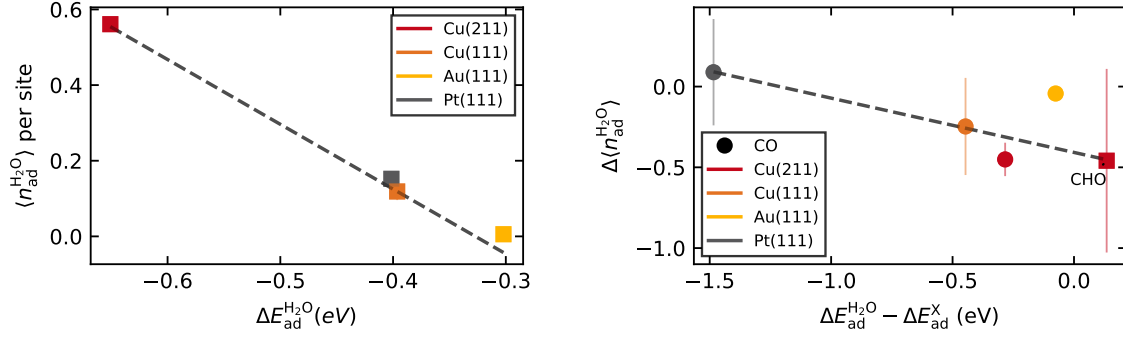 0.6
0.4
0.2
0.0
−0.6
−0.5
−0.4
−0.3
⟨n_ad^H₂O⟩ per site
ΔE_ad^H₂O (eV)
Cu(211)
Cu(111)
Au(111)
Pt(111)
0.0
−0.5
−1.0
−1.5
−1.0
−0.5
0.0
Δ⟨n_ad^H₂O⟩
ΔE_ad^H₂O − ΔE_ad^X (eV)
CO
Cu(211)
Cu(111)
Au(111)
Pt(111)
CHO